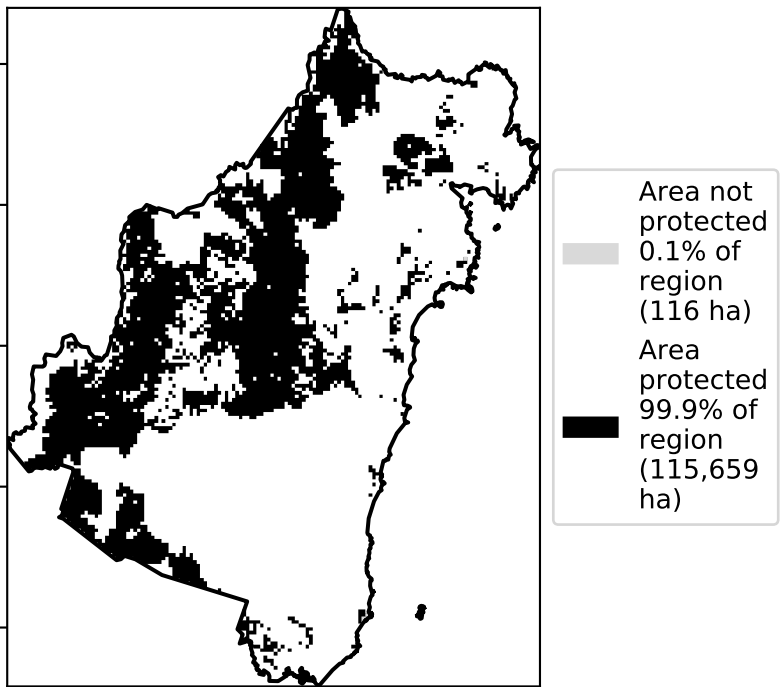 Area not
protected
0.1% of
region
(116 ha)
Area
protected
99.9% of
region
(115,659
ha)